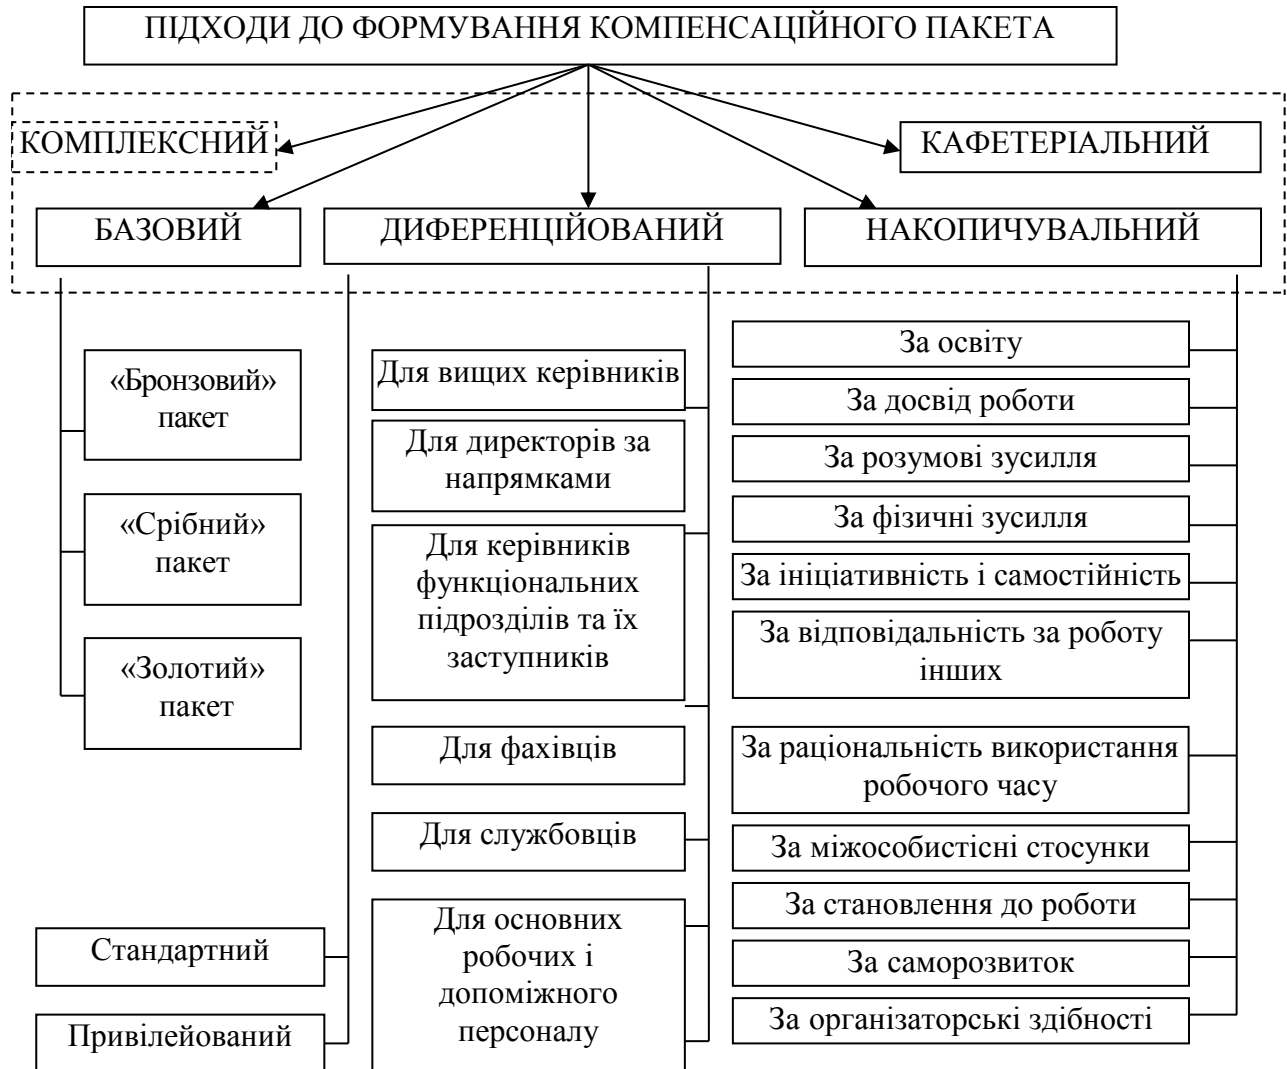 ПІДХОДИ ДО ФОРМУВАННЯ КОМПЕНСАЦІЙНОГО ПАКЕТА
КОМПЛЕКСНИЙ
КАФЕТЕРІАЛЬНИЙ
БАЗОВИЙ
ДИФЕРЕНЦІЙОВАНИЙ
НАКОПИЧУВАЛЬНИЙ
«Бронзовий»
пакет
«Срібний»
пакет
«Золотий»
пакет
Стандартний
Привілейований
Для вищих керівників
Для директорів за
напрямками
Для керівників
функціональних
підрозділів та їх
заступників
Для фахівців
Для службовців
Для основних
робочих і
допоміжного
персоналу
За освіту
За досвід роботи
За розумові зусилля
За фізичні зусилля
За ініціативність і самостійність
За відповідальність за роботу
інших
За раціональність використання
робочого часу
За міжособистісні стосунки
За становлення до роботи
За саморозвиток
За організаторські здібності